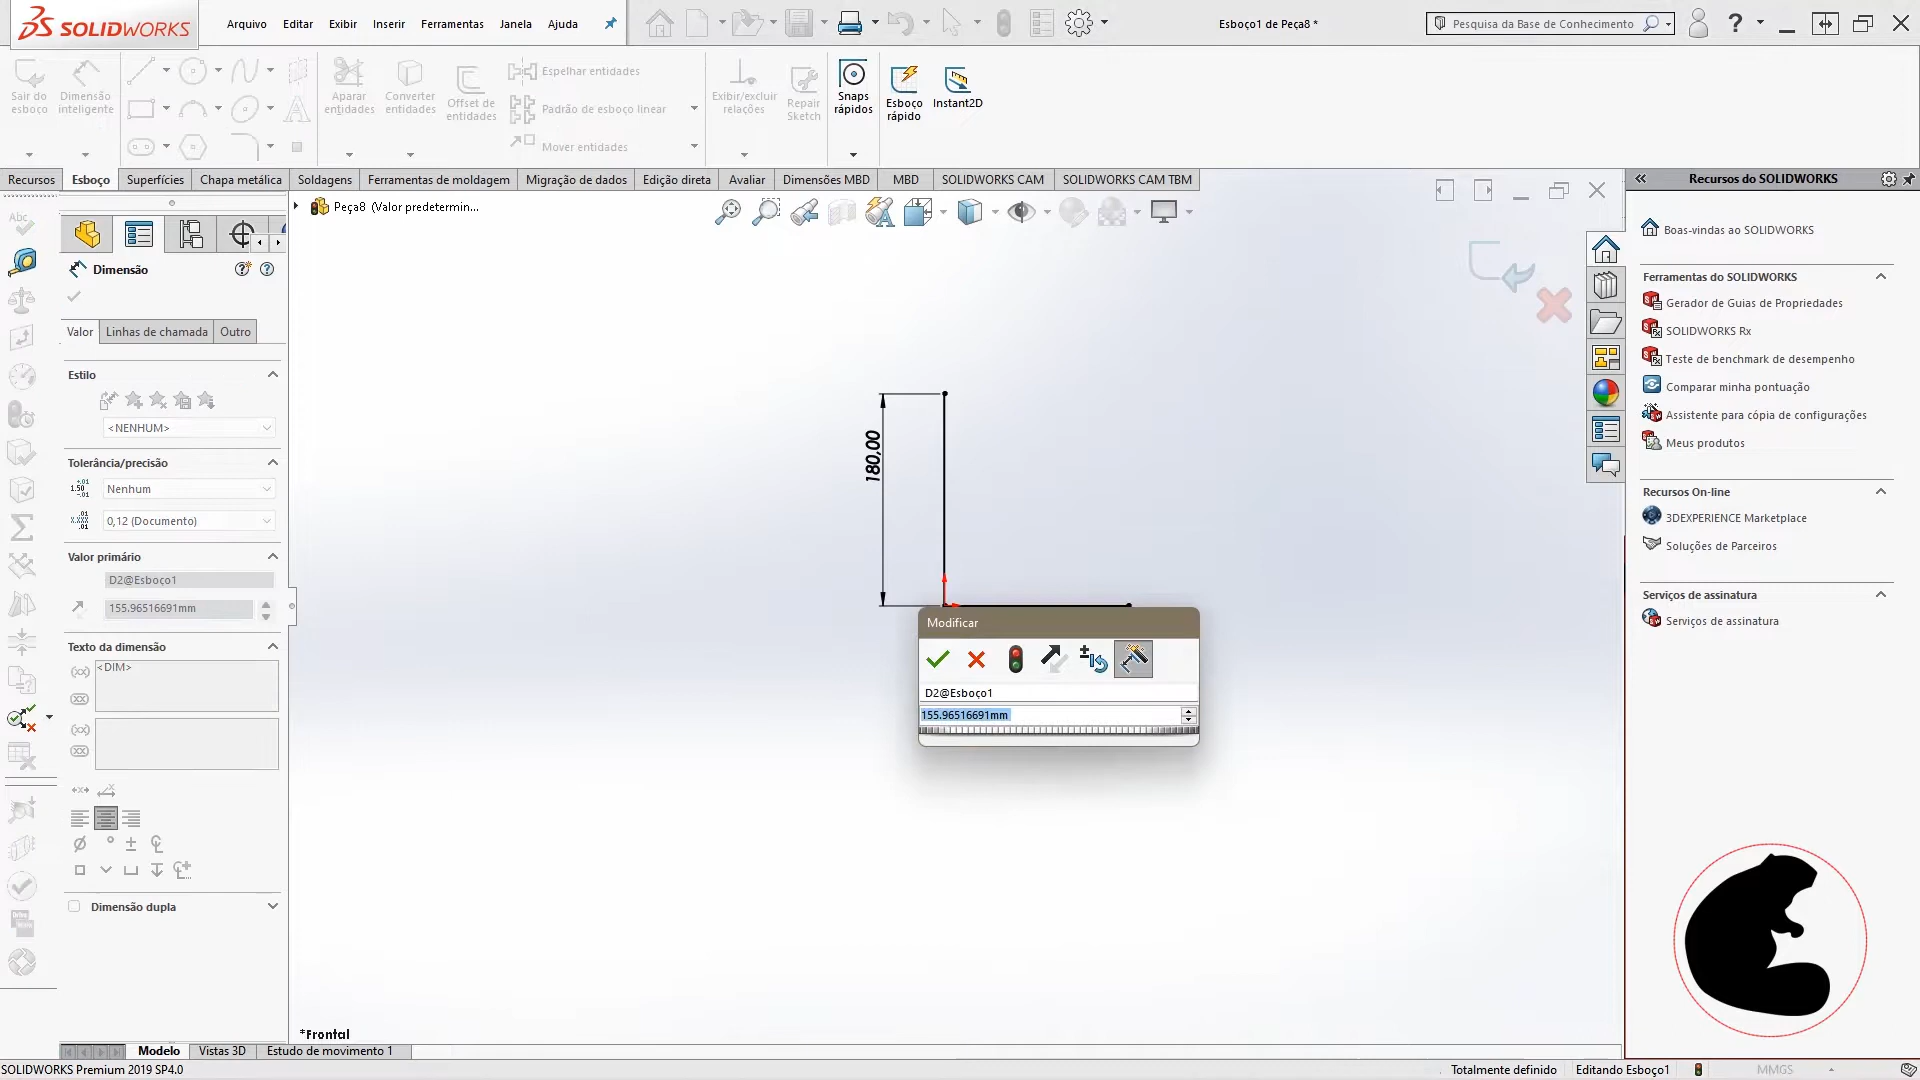 SOLIDWORKS
Arquivo Editar Exibir Inserir Ferramentas Janela Ajuda
Esboço1 de Peça8 *
Pesquisa da Base de Conhecimento
Sair do esboço
Dimensão inteligente
Aparar entidades
Converter entidades
Offset de entidades
Espelhar entidades
Padrão de esboço linear
Mover entidades
Exibir/excluir relações
Repair Sketch
Snaps rápidos
Esboço rápido
Instant2D
Recursos Esboço Superfícies Chapa metálica Soldagens Ferramentas de moldagem Migração de dados Edição direta Avaliar Dimensões MBD MBD SOLIDWORKS CAM SOLIDWORKS CAM TBM
Peça8 (Valor predetermin...
Dimensão
Valor Linhas de chamada Outro
Estilo
<NENHUM>
Tolerância/precisão
Nenhum
0,12 (Documento)
Valor primário
D2@Esboço1
155.96516691mm
Texto da dimensão
<DIM>
Dimensão dupla
180,00
Modificar
D2@Esboço1
155.96516691mm
*Frontal
Recursos do SOLIDWORKS
Boas-vindas ao SOLIDWORKS
Ferramentas do SOLIDWORKS
Gerador de Guias de Propriedades
SOLIDWORKS Rx
Teste de benchmark de desempenho
Comparar minha pontuação
Assistente para cópia de configurações
Meus produtos
Recursos On-line
3DEXPERIENCE Marketplace
Soluções de Parceiros
Serviços de assinatura
Serviços de assinatura
Modelo Vistas 3D Estudo de movimento 1
SOLIDWORKS Premium 2019 SP4.0
Totalmente definido Editando Esboço1 MMGS